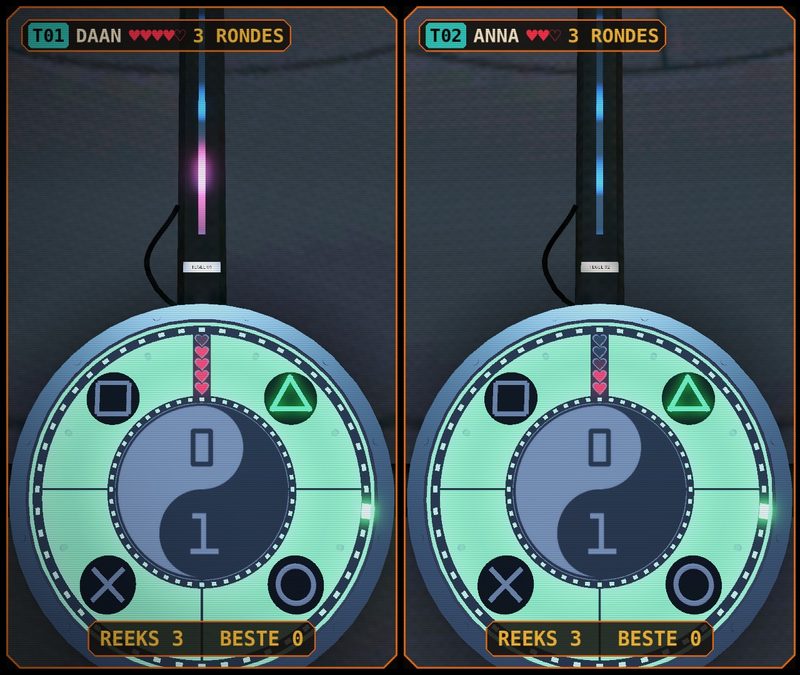 T01 DAAN ♥♥♥♥♡ 3 RONDES
0
1
REEKS 3 BESTE 0
T02 ANNA ♥♥♡ 3 RONDES
0
1
REEKS 3 BESTE 0